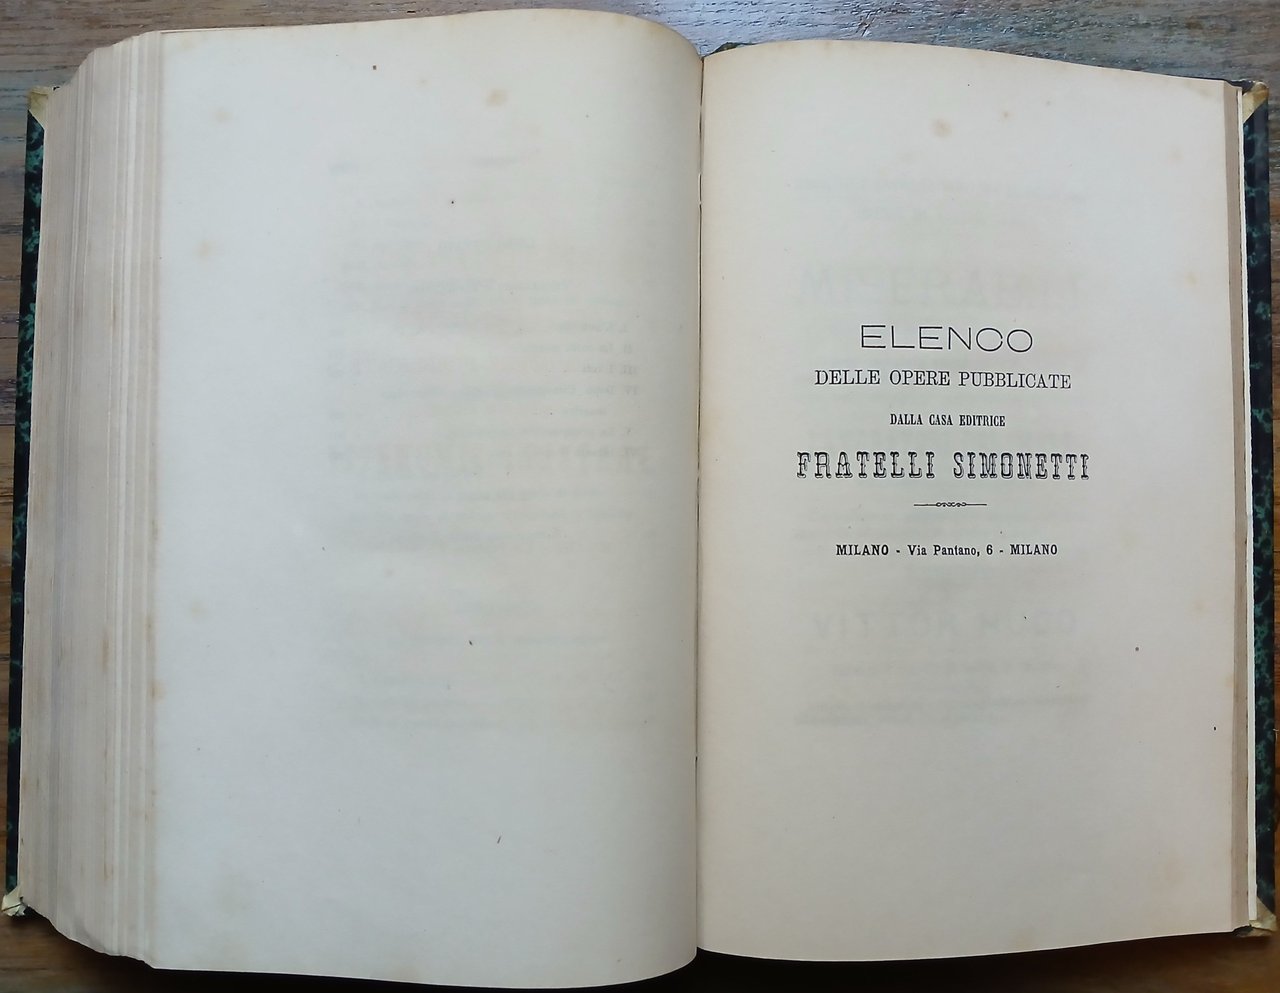 ELENCO
DELLE OPERE PUBBLICATE
DALLA CASA EDITRICE
FRATELLI SIMONETTI
MILANO - Via Pantano, 6 - MILANO